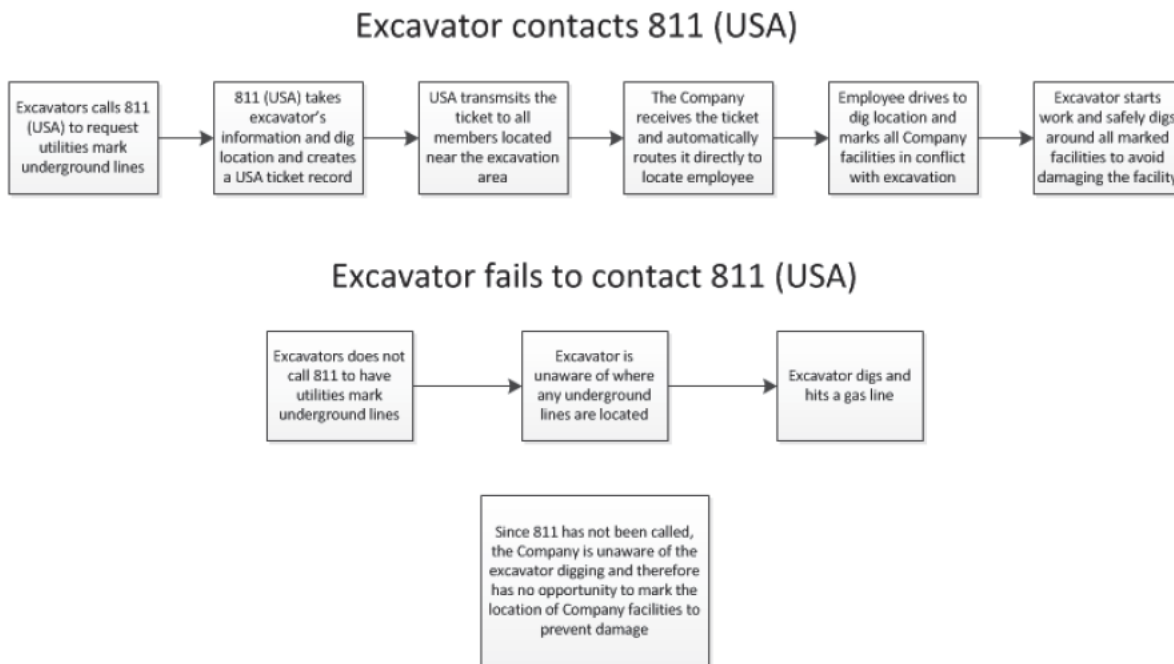 Excavator contacts 811 (USA)
Excavators calls 811
(USA) to request
utilities mark
underground lines
811 (USA) takes
excavator's
information and dig
location and creates
a USA ticket record
USA transmsits the
ticket to all
members located
near the excavation
area
The Company
receives the ticket
and automatically
routes it directly to
locate employee
Employee drives to
dig location and
marks all Company
facilities in conflict
with excavation
Excavator starts
work and safely digs
around all marked
facilities to avoid
damaging the facility
Excavator fails to contact 811 (USA)
Excavators does not
call 811 to have
utilities mark
underground lines
Excavator is
unaware of where
any underground
lines are located
Excavator digs and
hits a gas line
Since 811 has not been called,
the Company is unaware of the
excavator digging and therefore
has no opportunity to mark the
location of Company facilities to
prevent damage